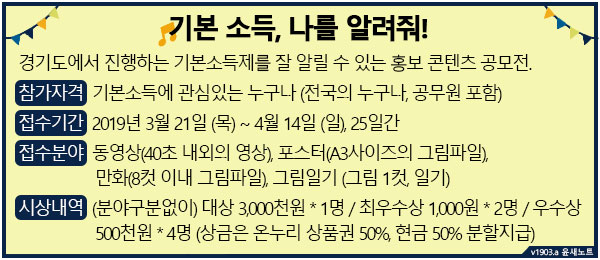 기본 소득, 나를 알려줘!
경기도에서 진행하는 기본소득제를 잘 알릴 수 있는 홍보 콘텐츠 공모전.
참가자격 기본소득에 관심있는 누구나 (전국의 누구나, 공무원 포함)
접수기간 2019년 3월 21일 (목) ~ 4월 14일 (일), 25일간
접수분야 동영상(40초 내외의 영상), 포스터(A3사이즈의 그림파일),
만화(8컷 이내 그림파일), 그림일기 (그림 1컷, 일기)
시상내역 (분야구분없이) 대상 3,000천원 * 1명 / 최우수상 1,000원 * 2명 / 우수상
500천원 * 4명 (상금은 온누리 상품권 50%, 현금 50% 분할지급)
v1903.a 윤새노트